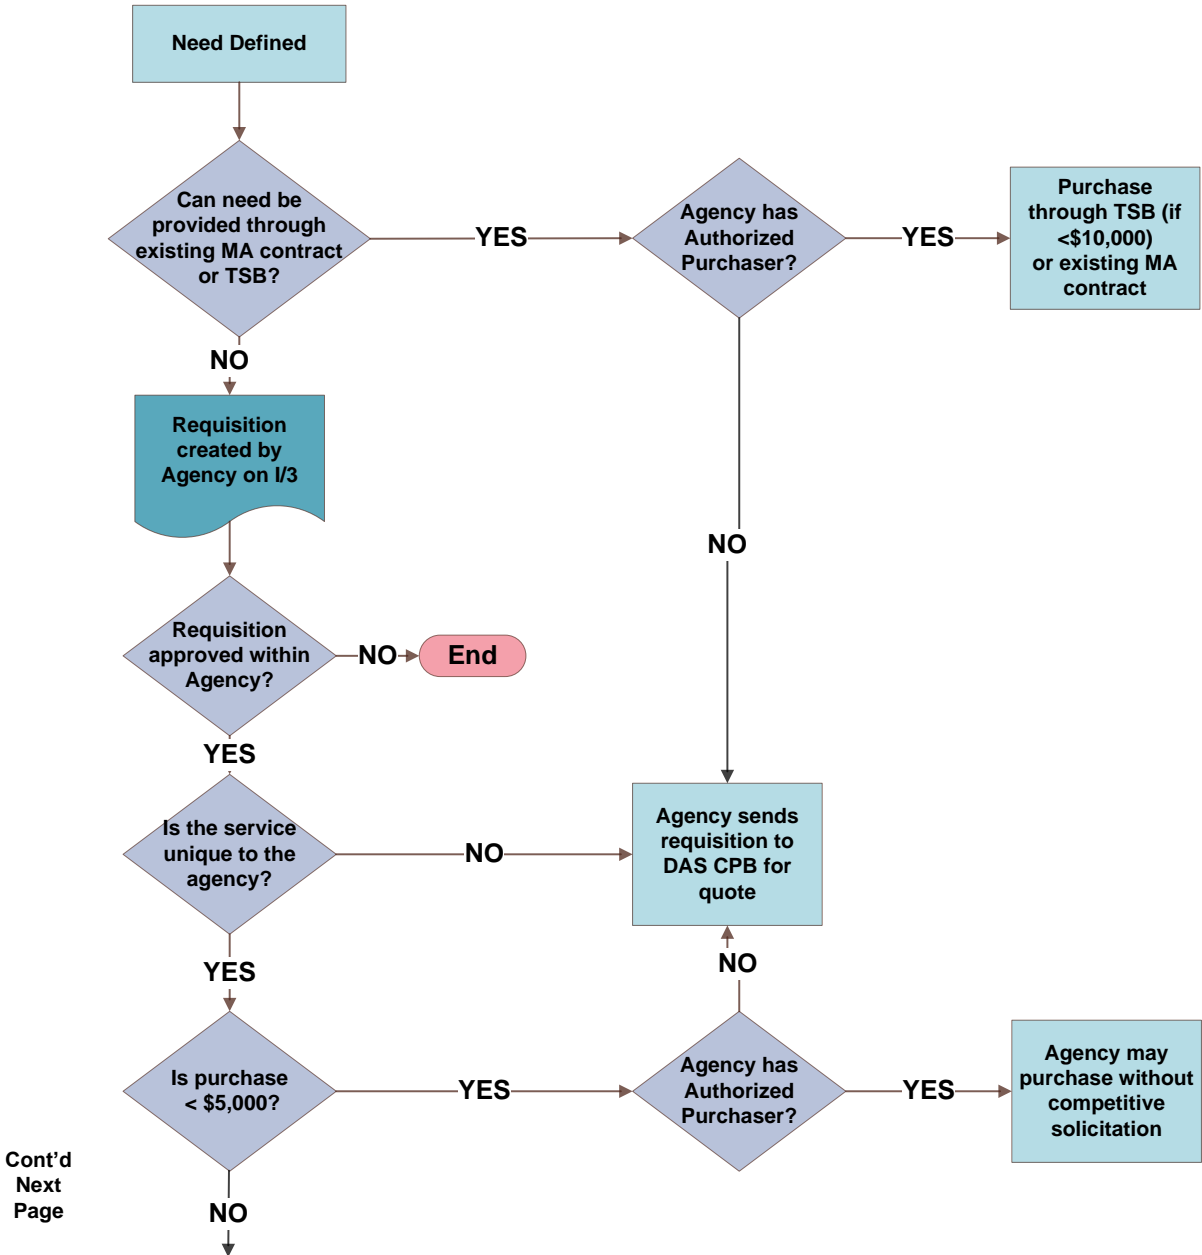 Need Defined
Can need be
provided through
existing MA contract
or TSB?
YES
Agency has
Authorized
Purchaser?
YES
Purchase
through TSB (if
<$10,000)
or existing MA
contract
NO
Requisition
created by
Agency on I/3
NO
Requisition
approved within
Agency?
NO
End
YES
Is the service
unique to the
agency?
NO
Agency sends
requisition to
DAS CPB for
quote
YES
NO
Is purchase
< $5,000?
YES
Agency has
Authorized
Purchaser?
YES
Agency may
purchase without
competitive
solicitation
Cont’d
Next
Page
NO